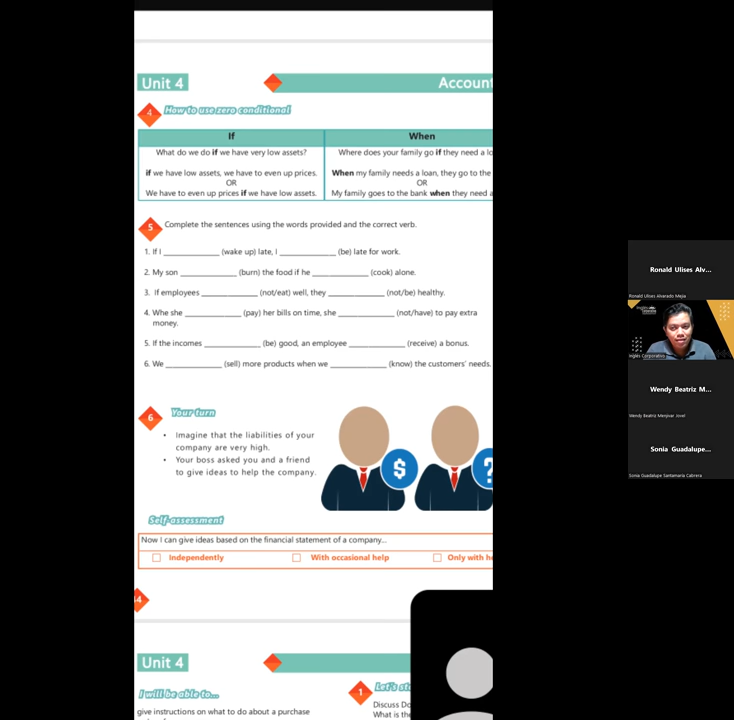 Unit 4
Account
4 How to use zero conditional
If When
What do we do if we have very low assets? Where does your family go if they need a lo
if we have low assets, we have to even up prices. When my family needs a loan, they go to the
OR OR
We have to even up prices if we have low assets. My family goes to the bank when they need a
5 Complete the sentences using the words provided and the correct verb.
1. If I ____________ (wake up) late, I ____________ (be) late for work.
2. My son ____________ (burn) the food if he ____________ (cook) alone.
3. If employees ____________ (not/eat) well, they ____________ (not/be) healthy.
4. Whe she ____________ (pay) her bills on time, she ____________ (not/have) to pay extra
money.
5. If the incomes ____________ (be) good, an employee ____________ (receive) a bonus.
6. We ____________ (sell) more products when we ____________ (know) the customers' needs.
6 Your turn
• Imagine that the liabilities of your
company are very high.
• Your boss asked you and a friend
to give ideas to help the company.
$ ?
Self-assessment
Now I can give ideas based on the financial statement of a company...
Independently With occasional help Only with he
4
Unit 4
I will be able to...
give instructions on what to do about a purchase
1 Let's st
Discuss Do
What is the
Ronald Ulises Alv...
Ronald Ulises Alvarado Mejia
Inglés Corporativo
Wendy Beatriz M...
Wendy Beatriz Menjivar Jovel
Sonia Guadalupe...
Sonia Guadalupe Santamaria Cabrera